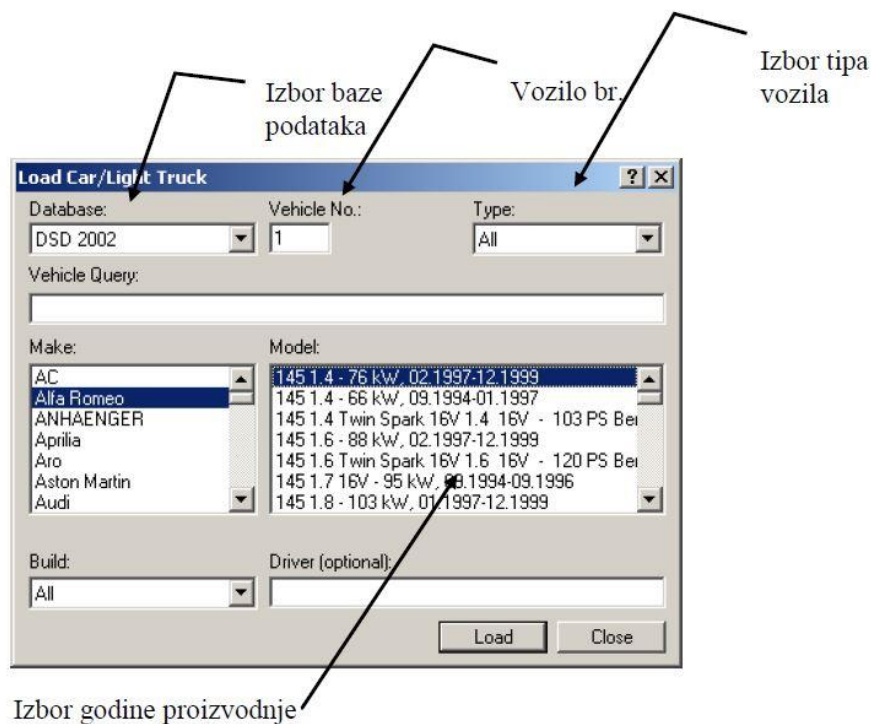 Izbor baze
podataka
Vozilo br.
Izbor tipa
vozila
Load Car/Light Truck
Database:
Vehicle No.:
Type:
DSD 2002
1
All
Vehicle Query:
Make:
Model:
AC
Alfa Romeo
ANHAENGER
Aprilia
Aro
Aston Martin
Audi
145 1.4 - 76 kW, 02.1997-12.1999
145 1.4 - 66 kW, 09.1994-01.1997
145 1.4 Twin Spark 16V 1.4 16V - 103 PS Ber
145 1.6 - 88 kW, 02.1997-12.1999
145 1.6 Twin Spark 16V 1.6 16V - 120 PS Ber
145 1.7 16V - 95 kW, 09.1994-09.1996
145 1.8 - 103 kW, 01.1997-12.1999
Build:
Driver (optional):
All
Load
Close
Izbor godine proizvodnje